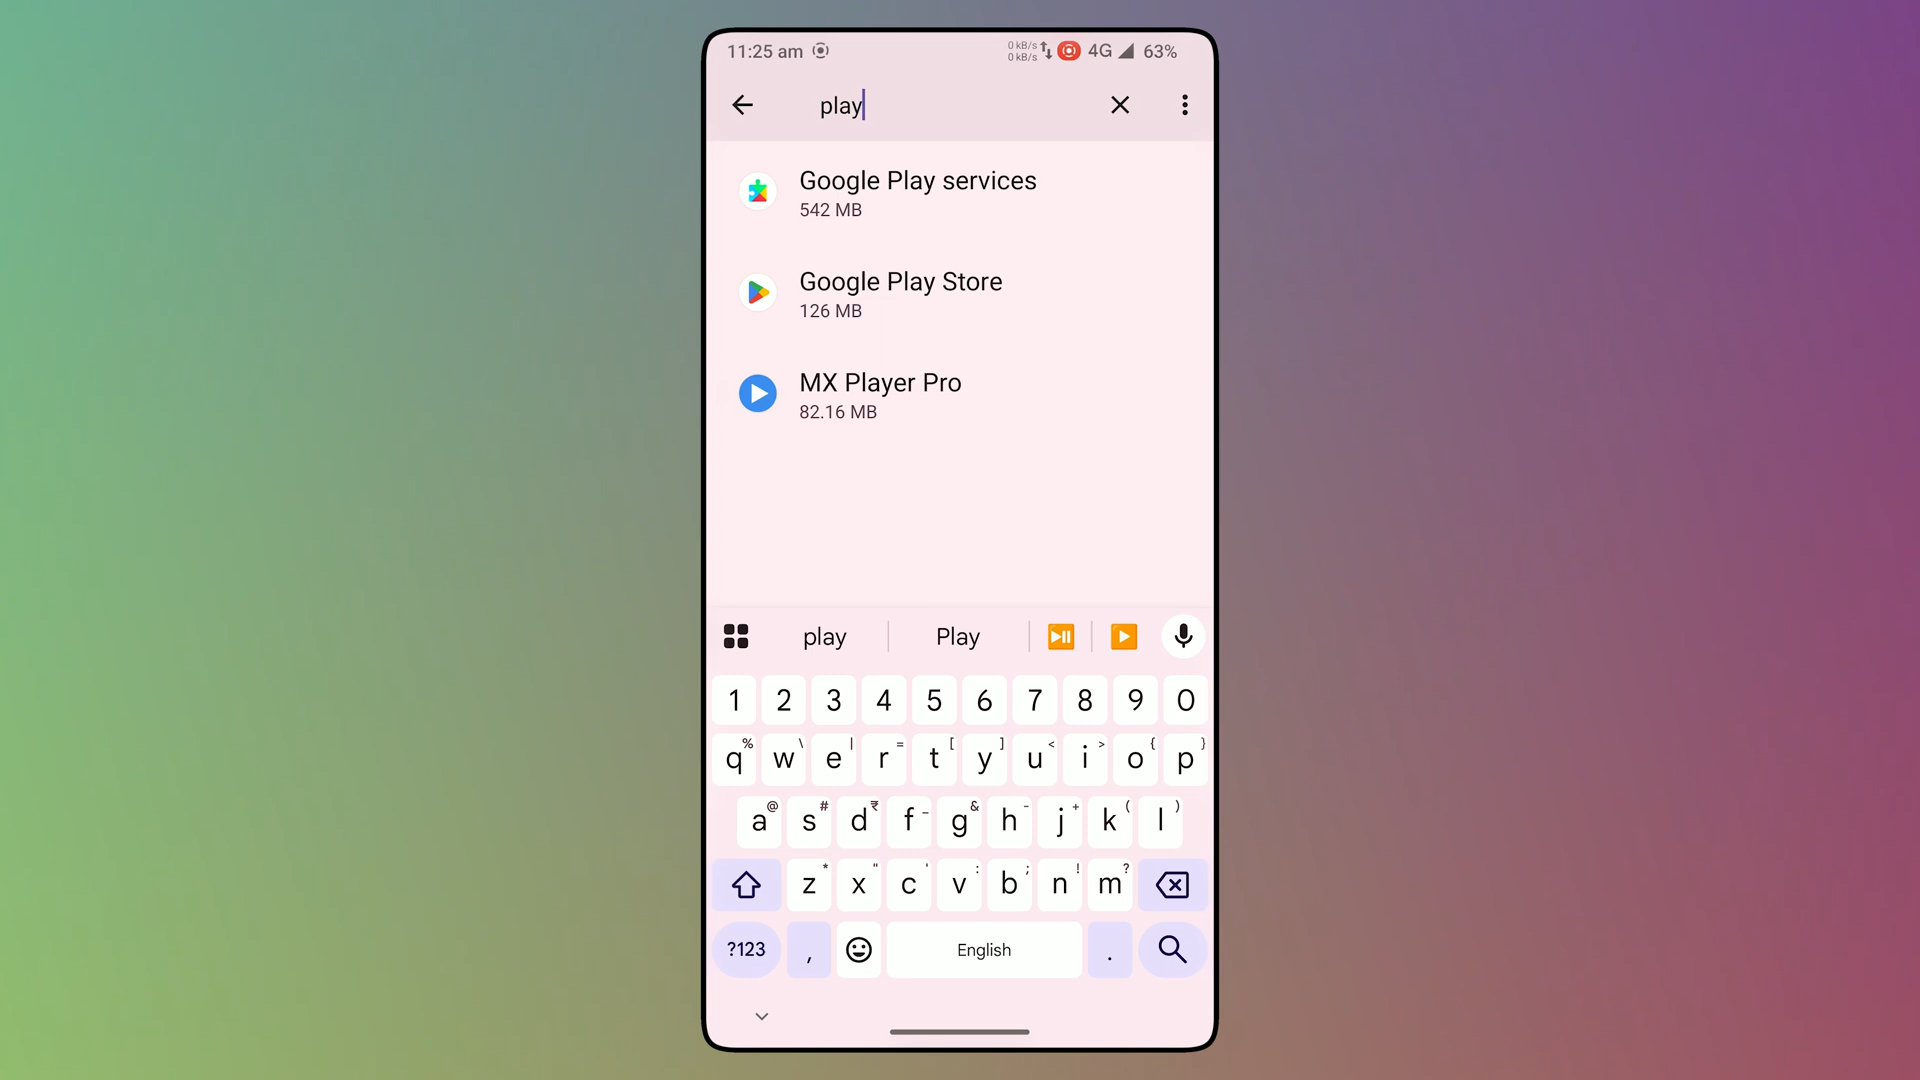 11:25 am 0 kB/s 0 kB/s 4G 63%
play
Google Play services
542 MB
Google Play Store
126 MB
MX Player Pro
82.16 MB
play Play
1 2 3 4 5 6 7 8 9 0
q% w\ e| r= t[ y] u< i> o{ p}
a@ s# d₹ f_ g& h- j+ k( l)
z* x" c' v: b; n! m?
?123 , English .